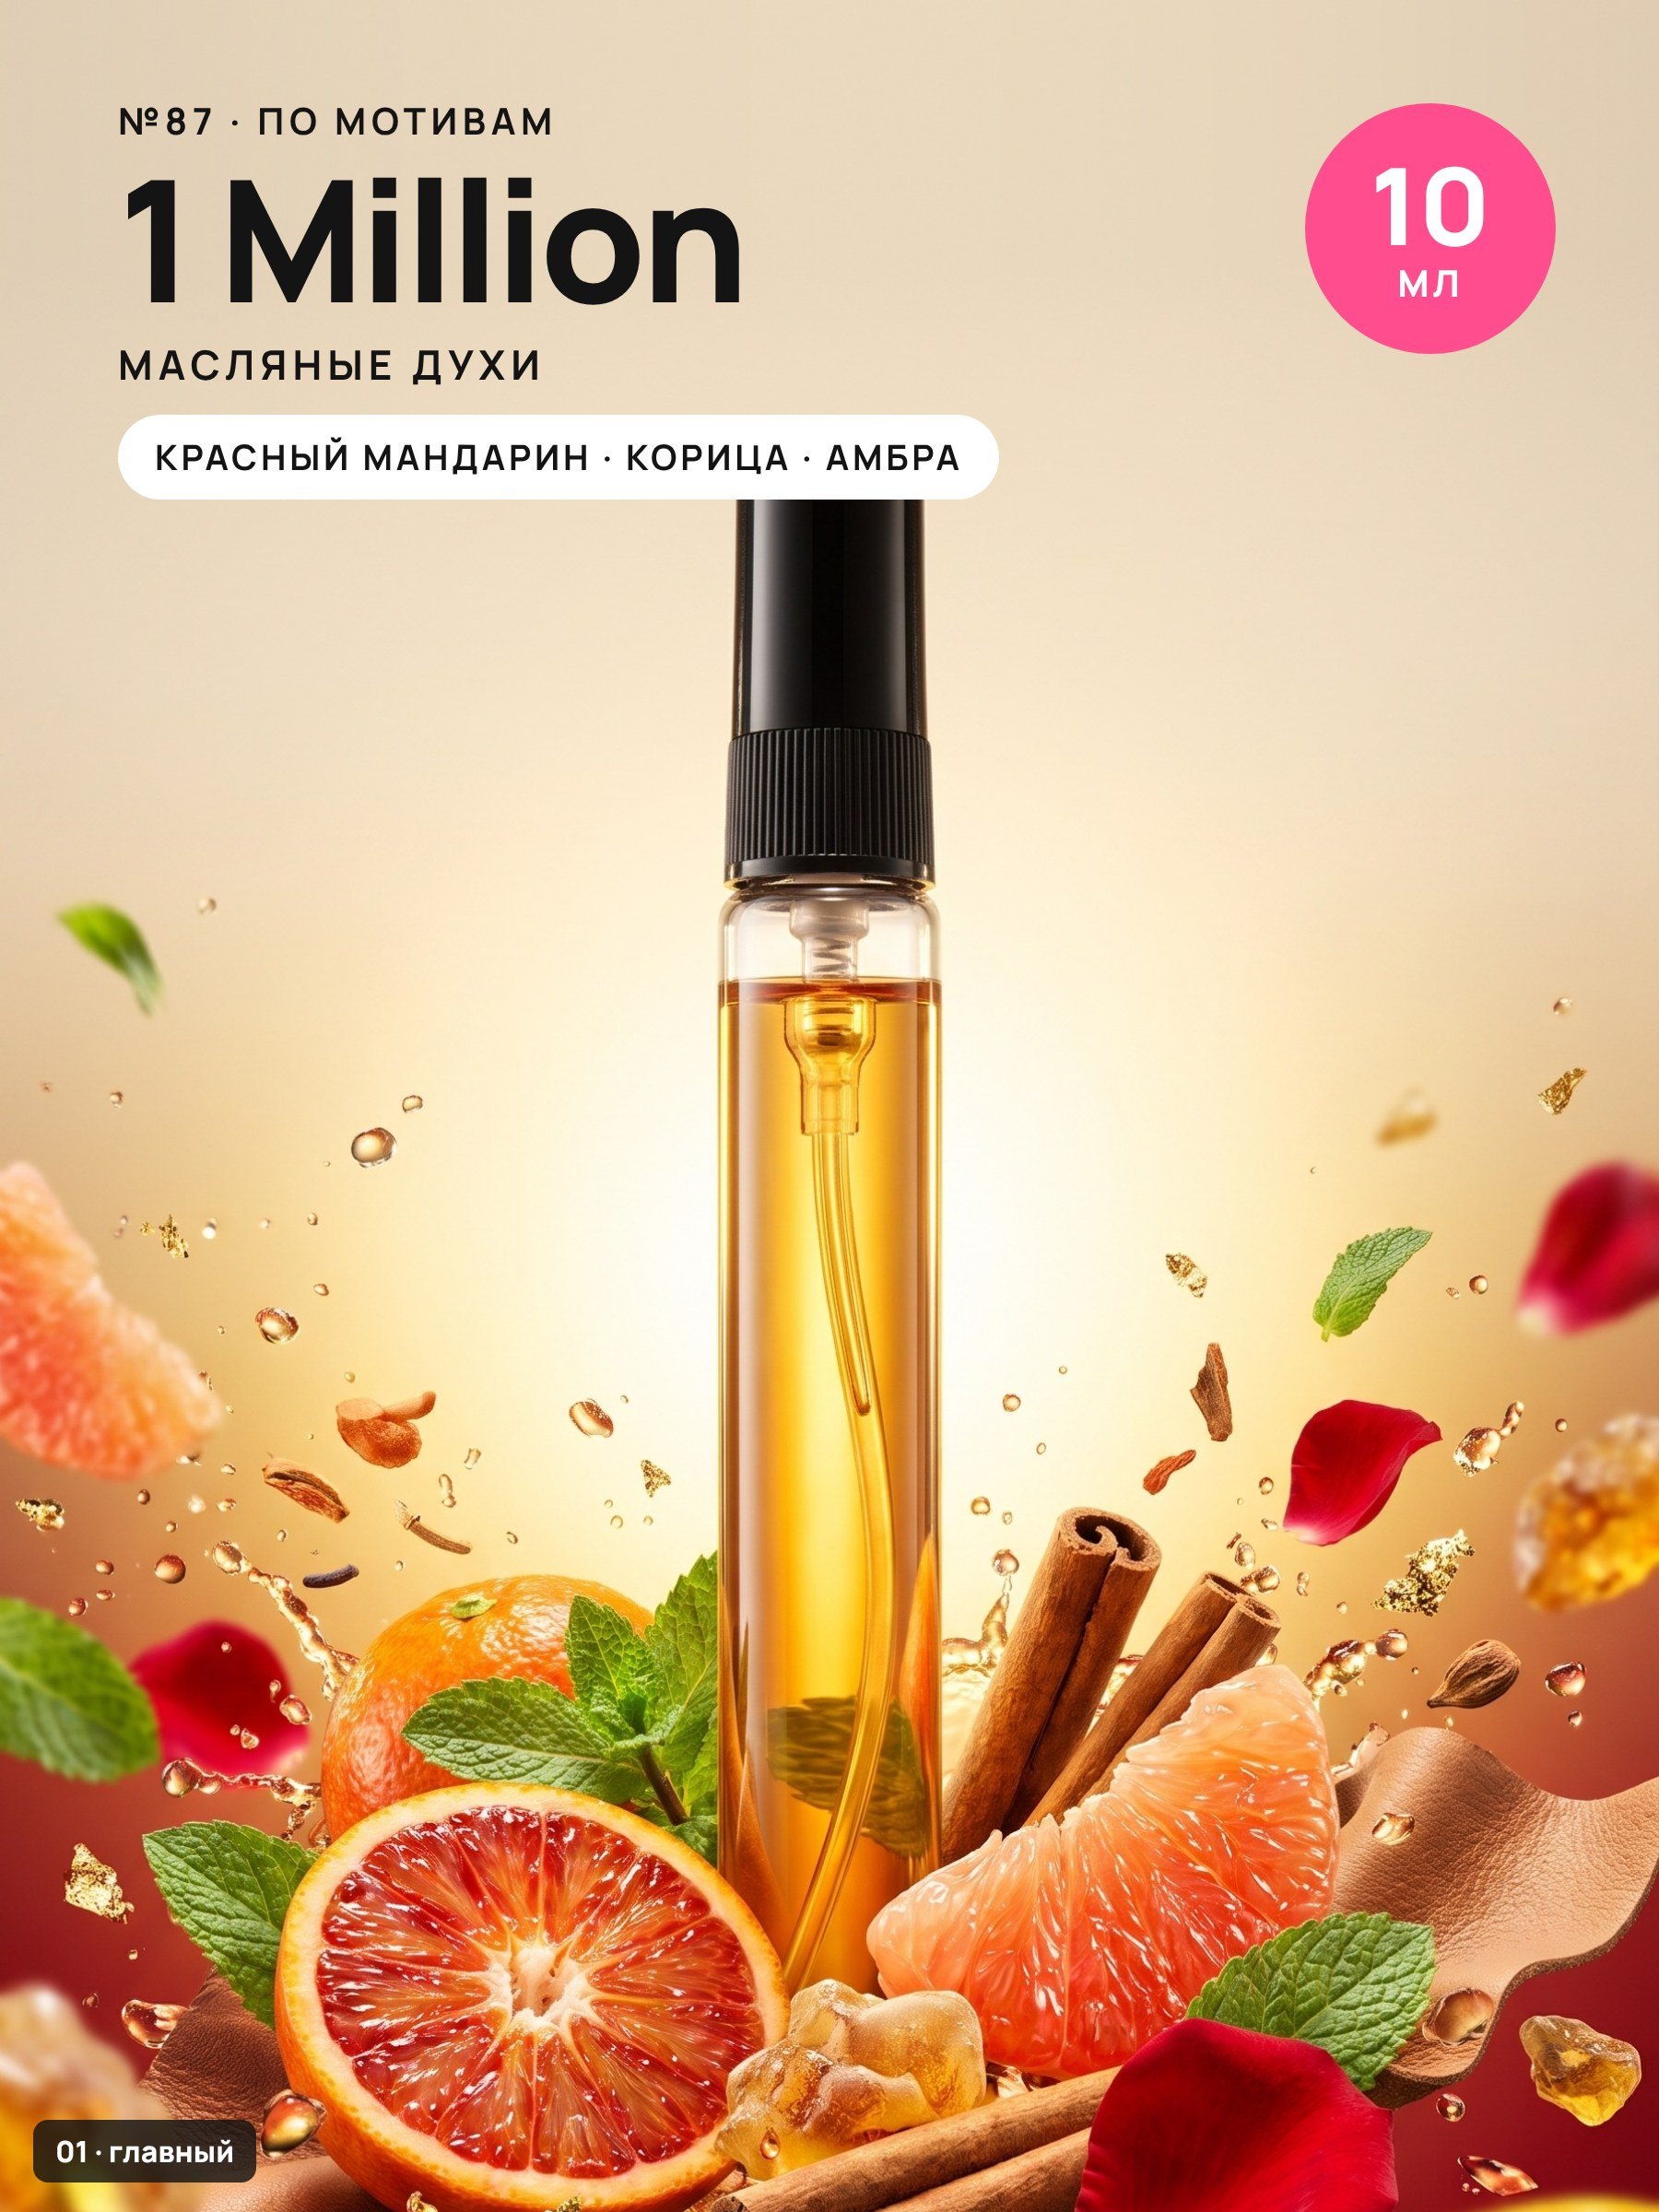 №87 · ПО МОТИВАМ
1 Million
МАСЛЯНЫЕ ДУХИ
КРАСНЫЙ МАНДАРИН · КОРИЦА · АМБРА
10
МЛ
01 · главный